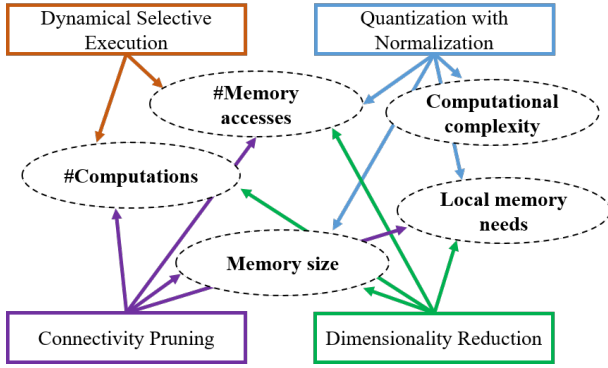 Dynamical Selective
Execution
Quantization with
Normalization
#Memory
accesses
Computational
complexity
#Computations
Local memory
needs
Memory size
Connectivity Pruning
Dimensionality Reduction